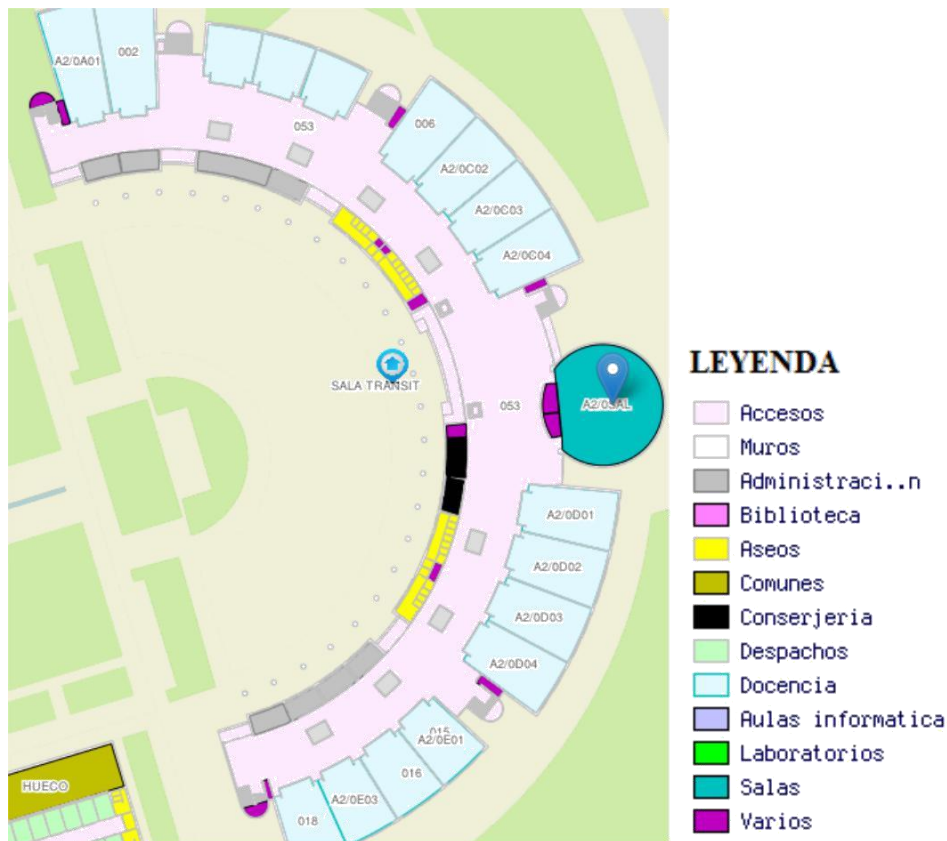 A2/0A01
002
053
006
A2/0C02
A2/0C03
A2/0C04
SALA TRANSIT
053
A2/0SAL
A2/0D01
A2/0D02
A2/0D03
A2/0D04
015
A2/0E01
016
A2/0E03
018
HUECO
LEYENDA
Accesos
Muros
Administraci..n
Biblioteca
Aseos
Comunes
Conserjeria
Despachos
Docencia
Aulas informatica
Laboratorios
Salas
Varios